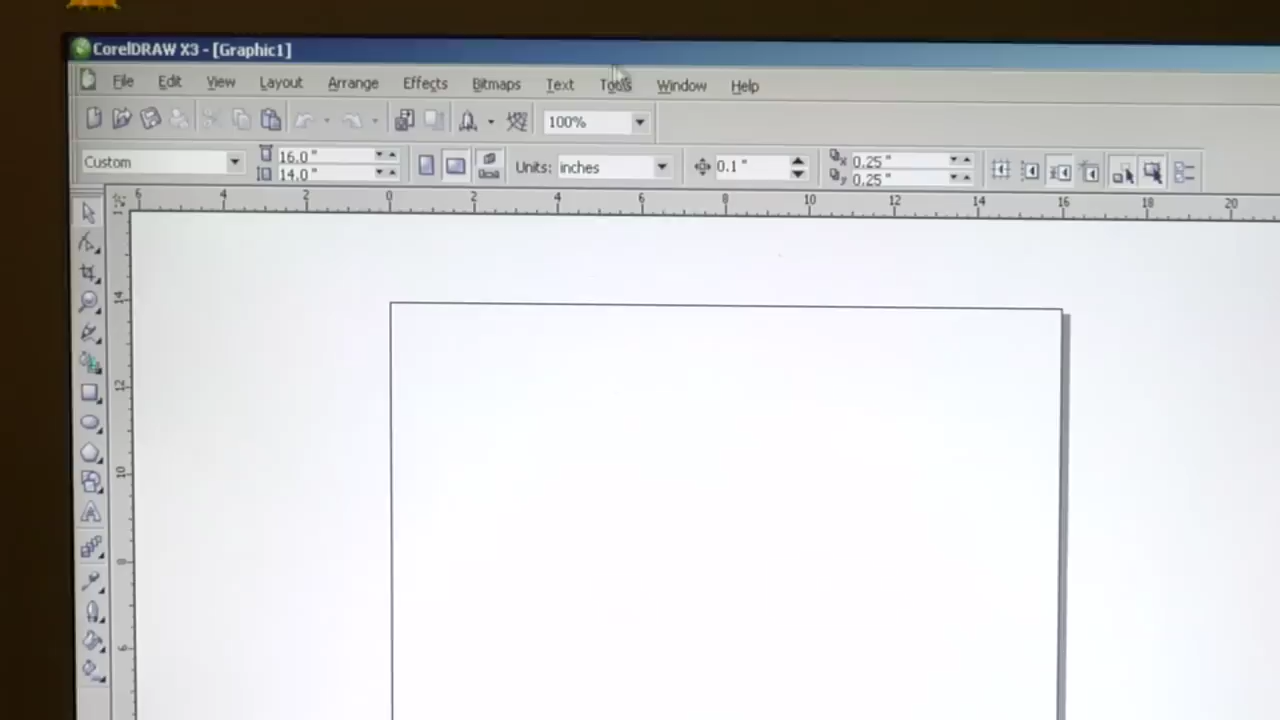 CorelDRAW X3 - [Graphic1]
File Edit View Layout Arrange Effects Bitmaps Text Tools Window Help
100%
Custom 16.0" 14.0" Units: inches 0.1" x 0.25" y 0.25"
6 4 2 0 2 4 6 8 10 12 14 16 18 20
14
12
10
8
6